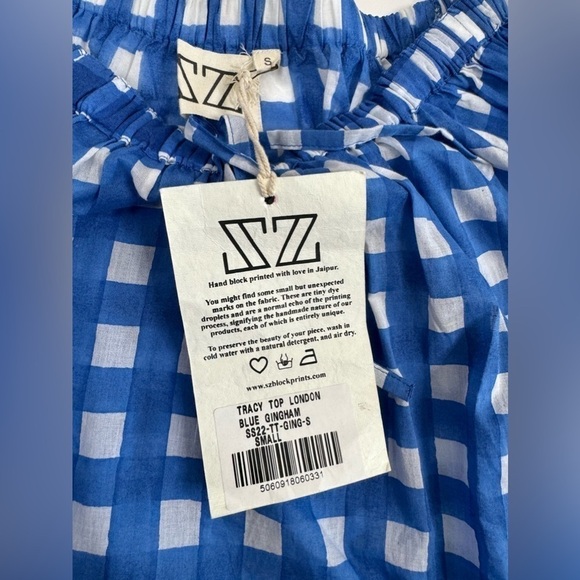 SZ
S
SZ
Hand block printed with love in Jaipur.
You might find some small but unexpected
marks on the fabric. These are tiny dye
droplets and are a normal echo of the printing
process, signifying the handmade nature of our
products, each of which is entirely unique.
To preserve the beauty of your piece, wash in
cold water with a natural detergent, and air dry.
www.szblockprints.com
TRACY TOP LONDON
BLUE GINGHAM
SS22-TT-GING-S
SMALL
5060918060331